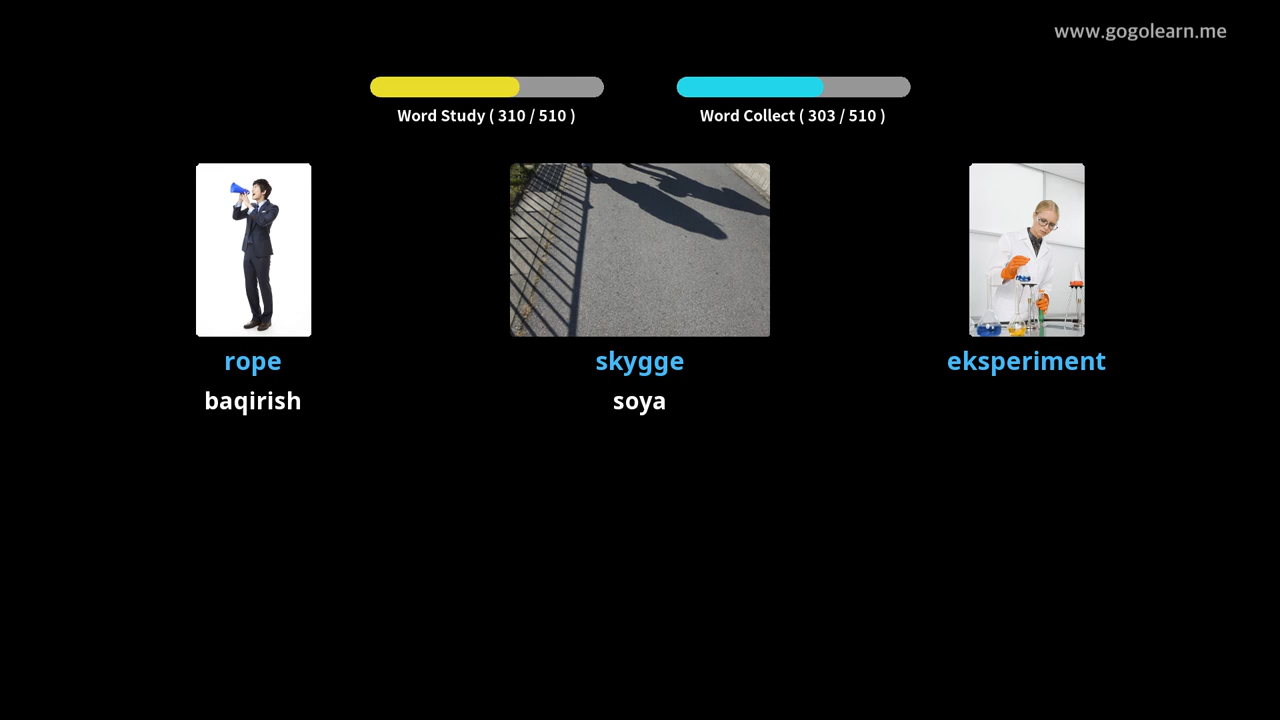 www.gogolearn.me
Word Study ( 310 / 510 )
Word Collect ( 303 / 510 )
rope
skygge
eksperiment
baqirish
soya